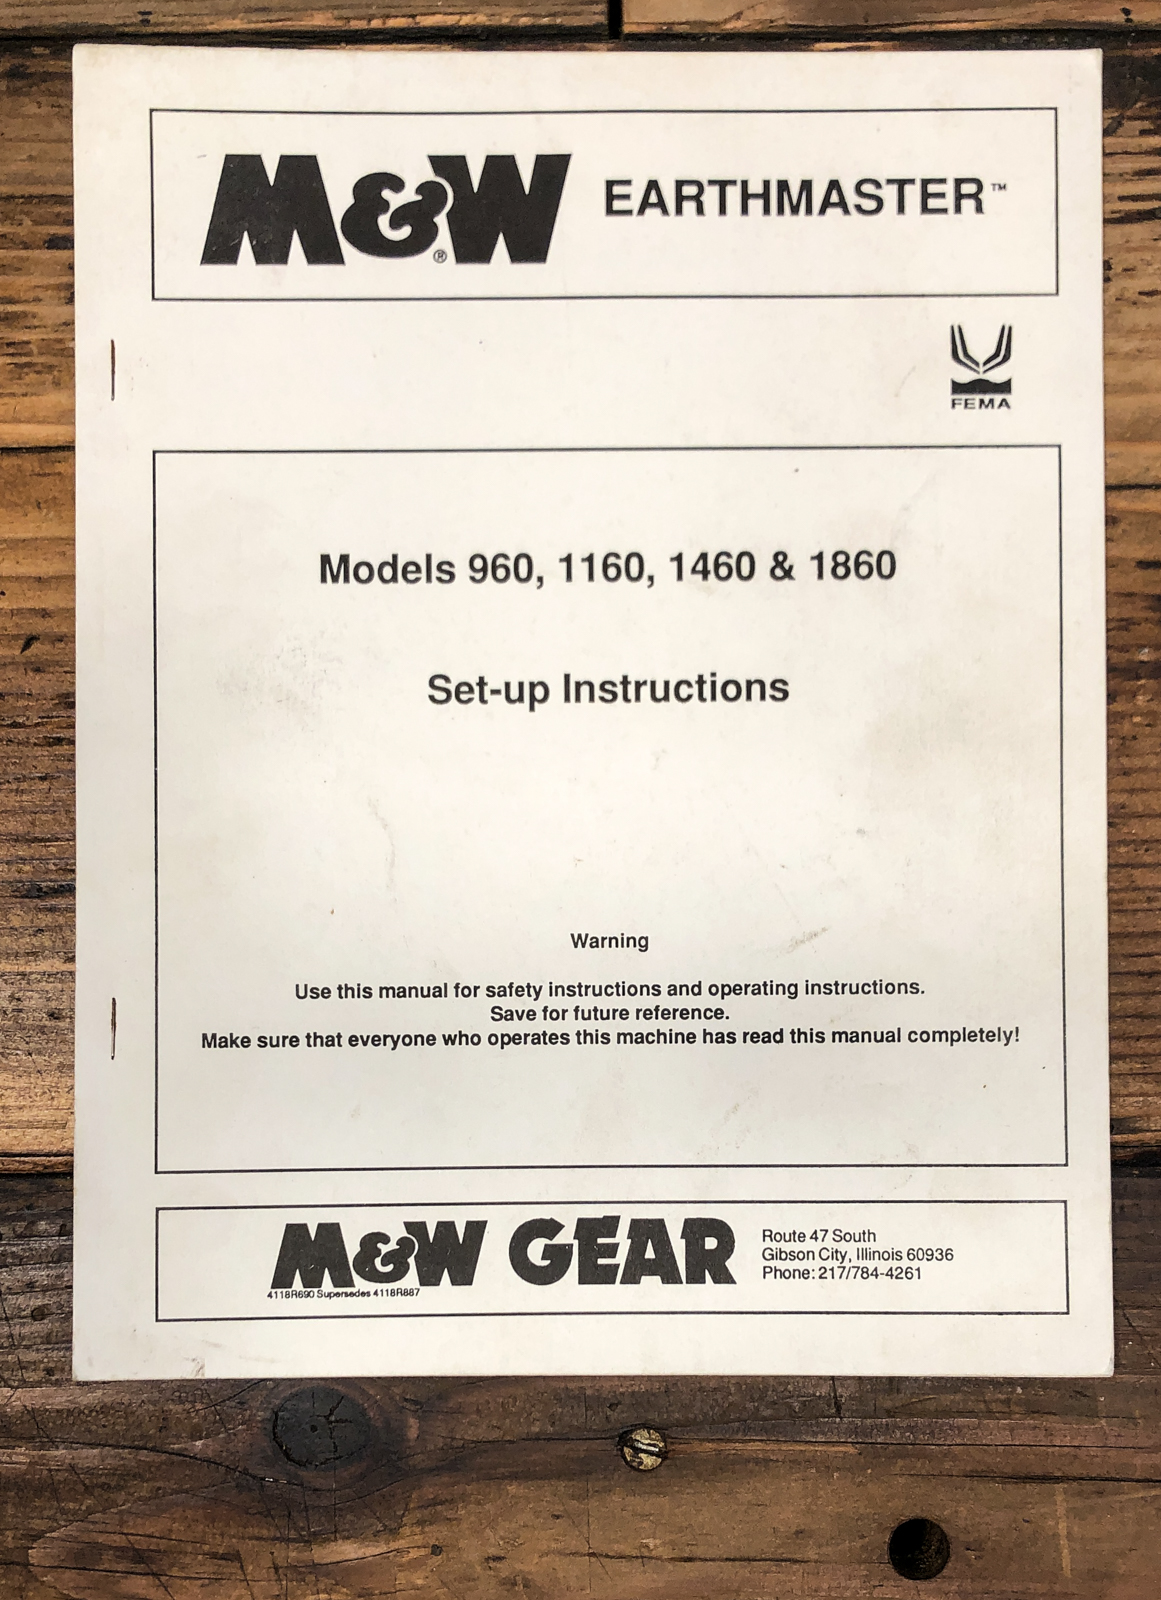 M&W® EARTHMASTER™
FEMA
Models 960, 1160, 1460 & 1860
Set-up Instructions
Warning
Use this manual for safety instructions and operating instructions.
Save for future reference.
Make sure that everyone who operates this machine has read this manual completely!
M&W GEAR
4118R690 Supersedes 4118R887
Route 47 South
Gibson City, Illinois 60936
Phone: 217/784-4261